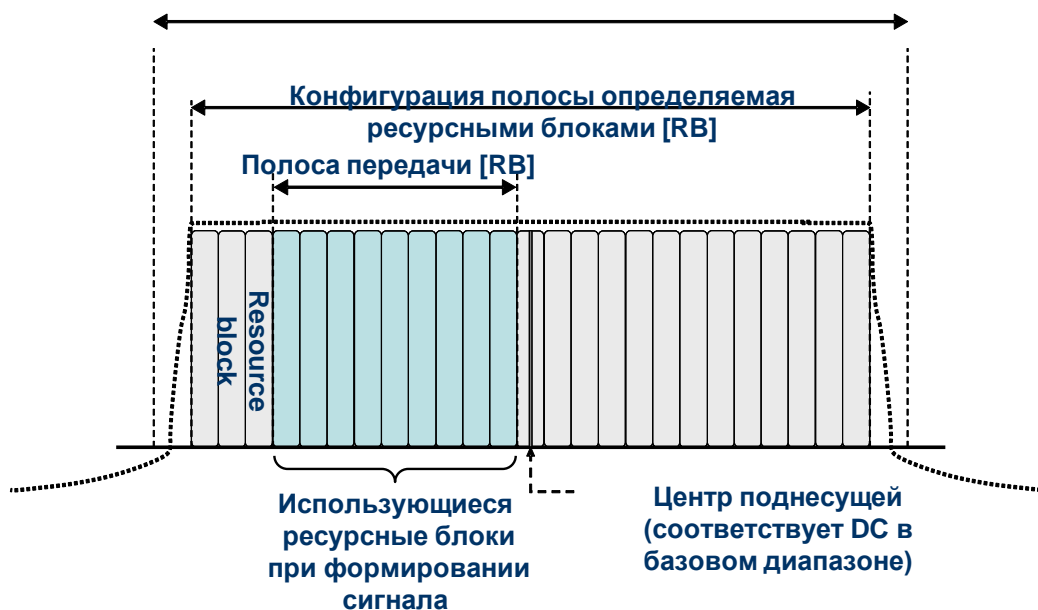 Конфигурация полосы определяемая
ресурсными блоками [RB]
Полоса передачи [RB]
Resource
block
Использующиеся
ресурсные блоки
при формировании
сигнала
Центр поднесущей
(соответствует DC в
базовом диапазоне)